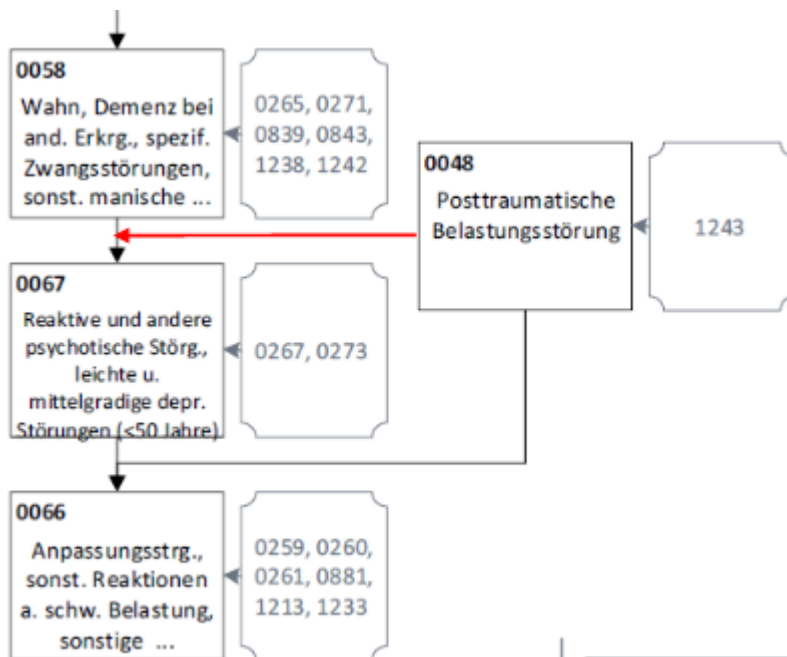 0058
Wahn, Demenz bei
and. Erkrg., spezif.
Zwangsstörungen,
sonst. manische ...
0265, 0271,
0839, 0843,
1238, 1242
0048
Posttraumatische
Belastungsstörung
1243
0067
Reaktive und andere
psychotische Störg.,
leichte u.
mittelgradige depr.
Störungen (<50 Jahre)
0267, 0273
0066
Anpassungsstrg.,
sonst. Reaktionen
a. schw. Belastung,
sonstige ...
0259, 0260,
0261, 0881,
1213, 1233